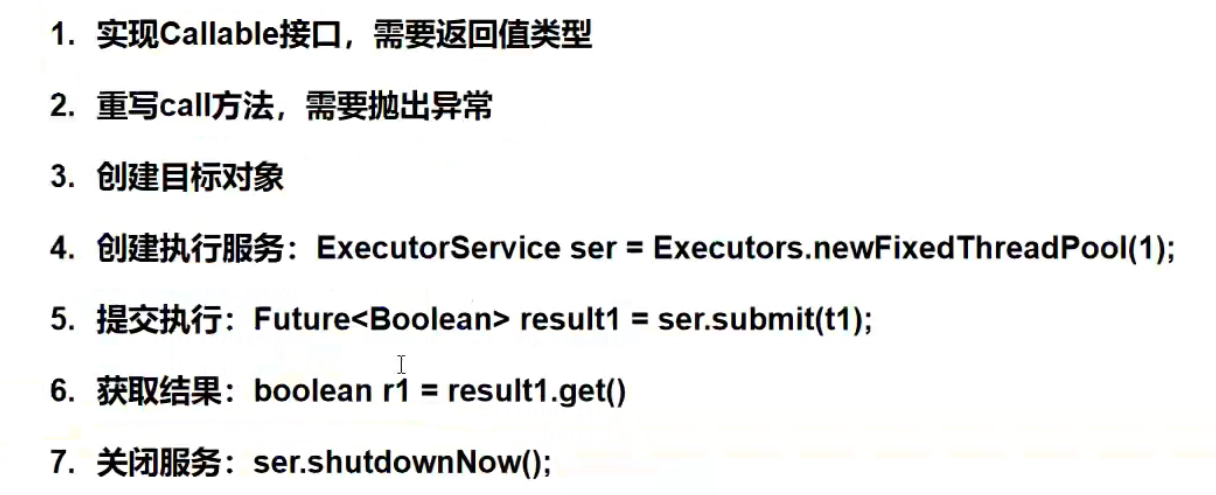 1. 实现Callable接口，需要返回值类型
2. 重写call方法，需要抛出异常
3. 创建目标对象
4. 创建执行服务：ExecutorService ser = Executors.newFixedThreadPool(1);
5. 提交执行：Future<Boolean> result1 = ser.submit(t1);
6. 获取结果：boolean r1 = result1.get()
7. 关闭服务：ser.shutdownNow();